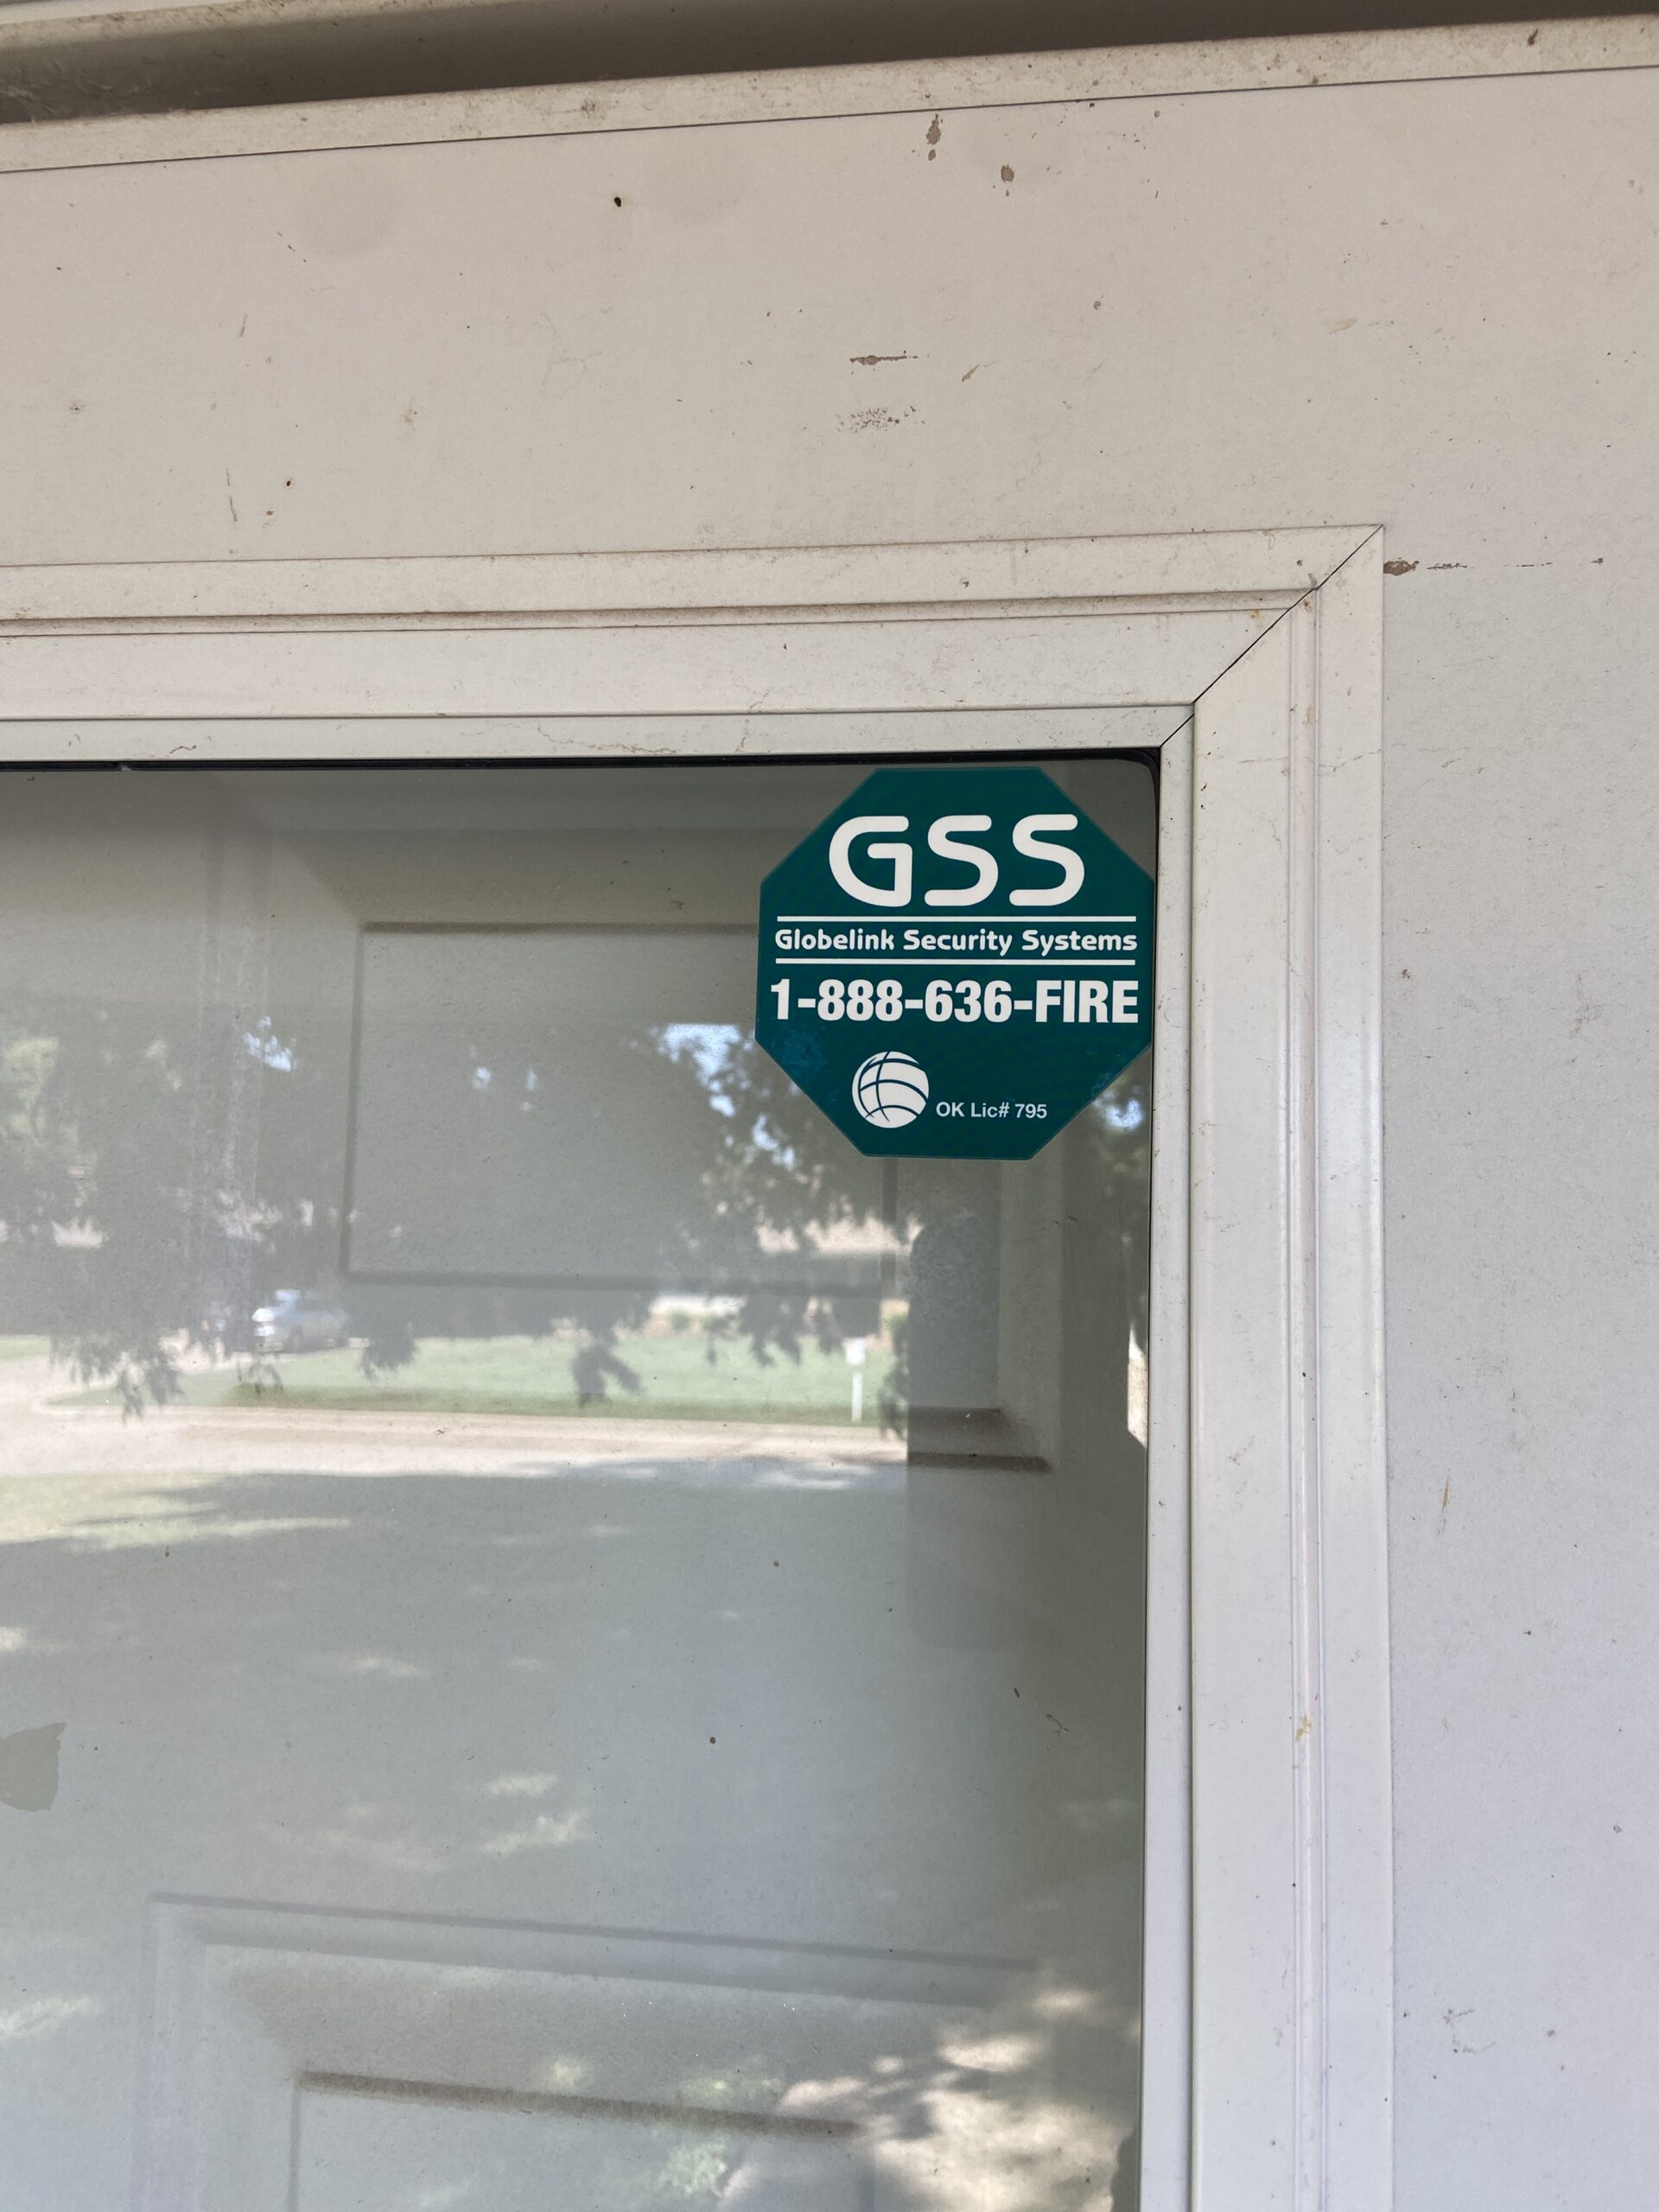 GSS
Globelink Security Systems
1-888-636-FIRE
OK Lic# 795